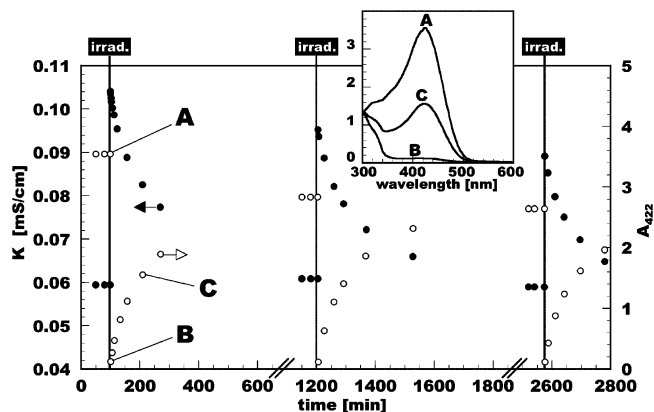 irrad.
irrad.
irrad.
0.11
0.10
0.09
0.08
0.07
0.06
0.05
0.04
K [mS/cm]
A
C
B
3
2
1
0
A
C
B
300 400 500 600
wavelength [nm]
5
4
3
2
1
0
A422
0 200 400 600 1200 1400 1600 1800 2600 2800
time [min]